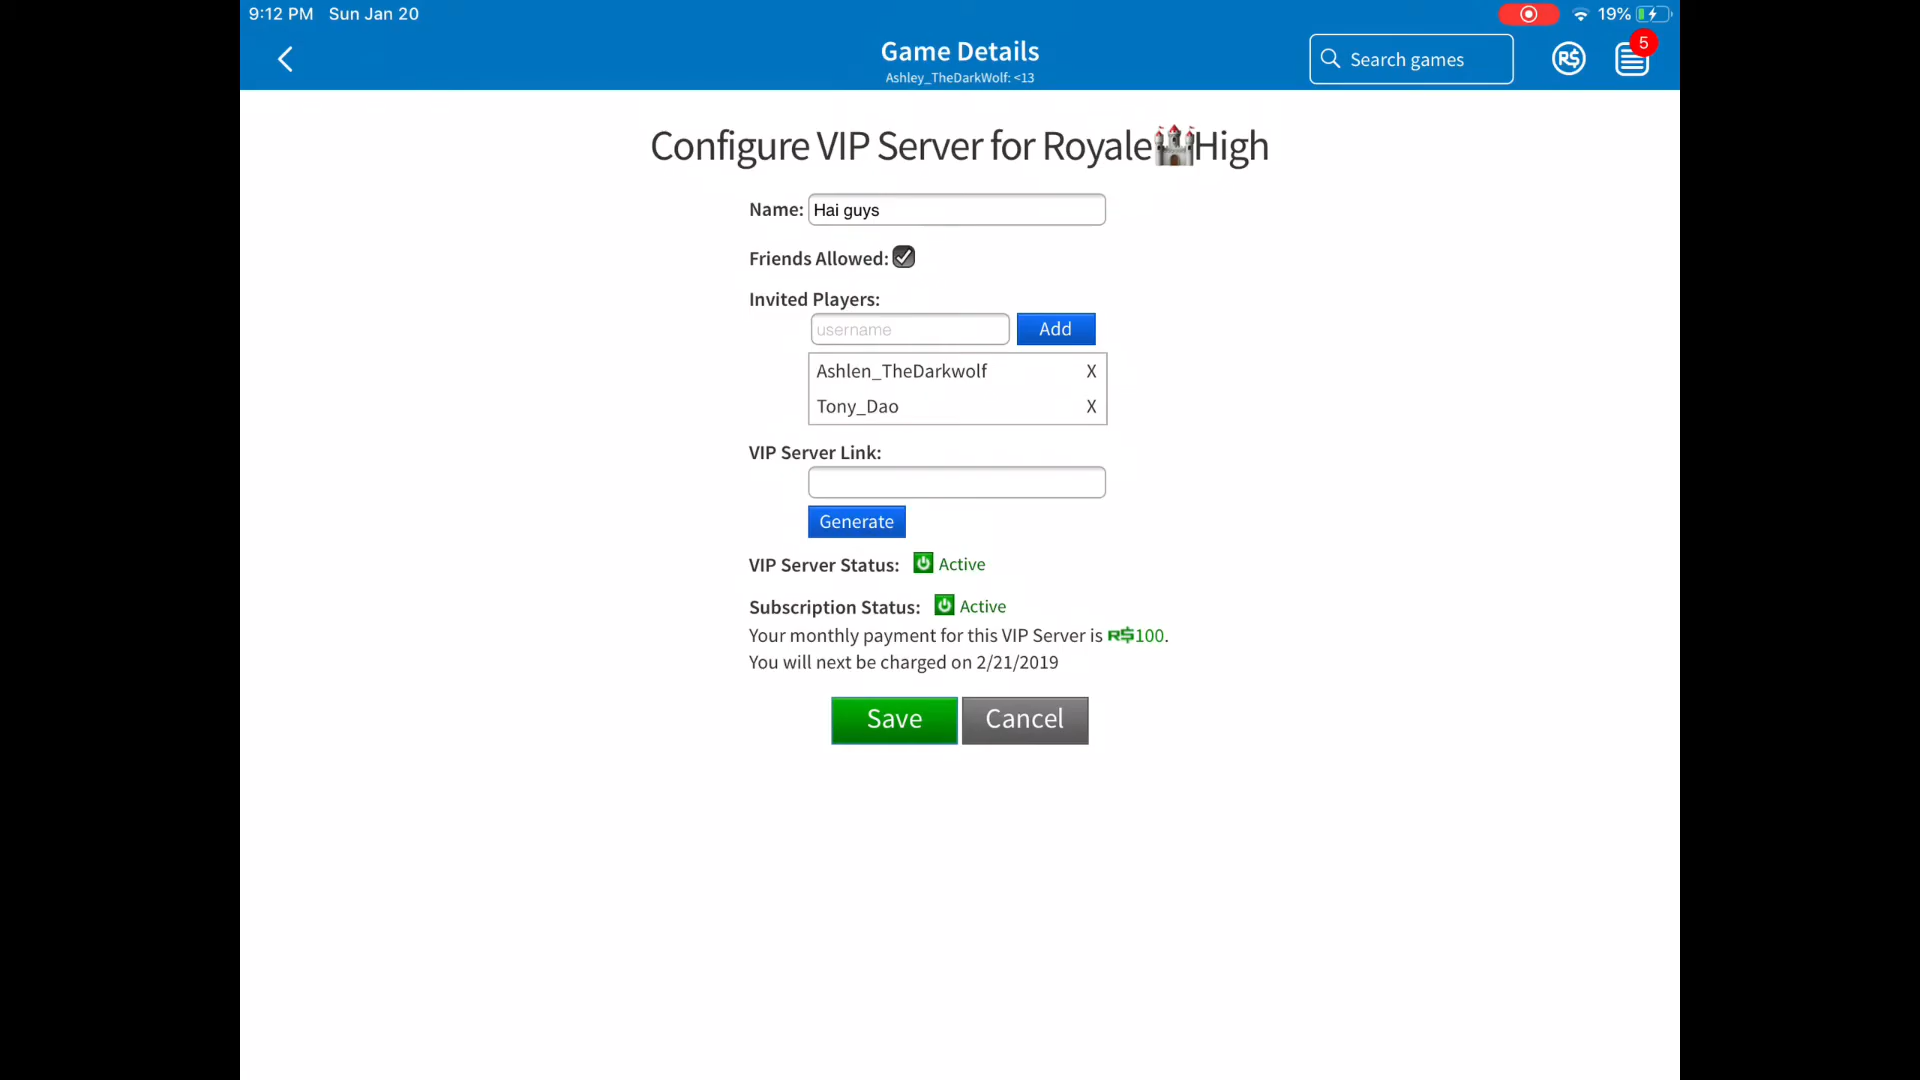 9:12 PM Sun Jan 20
19%
Game Details
Ashley_TheDarkWolf: <13
Search games
R$
5
Configure VIP Server for Royale🏰High
Name: Hai guys
Friends Allowed:
Invited Players:
username Add
Ashlen_TheDarkwolf X
Tony_Dao X
VIP Server Link:
Generate
VIP Server Status: Active
Subscription Status: Active
Your monthly payment for this VIP Server is R$100.
You will next be charged on 2/21/2019
Save Cancel